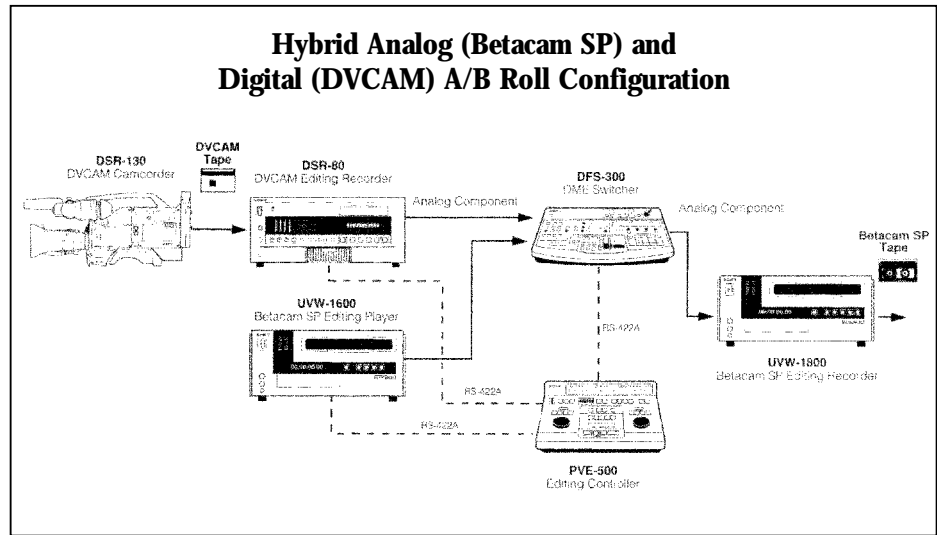 Hybrid Analog (Betacam SP) and
Digital (DVCAM) A/B Roll Configuration
DSR-130
DVCAM Camcorder
DVCAM
Tape
DSR-80
DVCAM Editing Recorder
Analog Component
DFS-300
DME Switcher
Analog Component
Betacam SP
Tape
UVW-1600
Betacam SP Editing Player
RS-422A
UVW-1800
Betacam SP Editing Recorder
RS-422A
RS-422A
PVE-500
Editing Controller